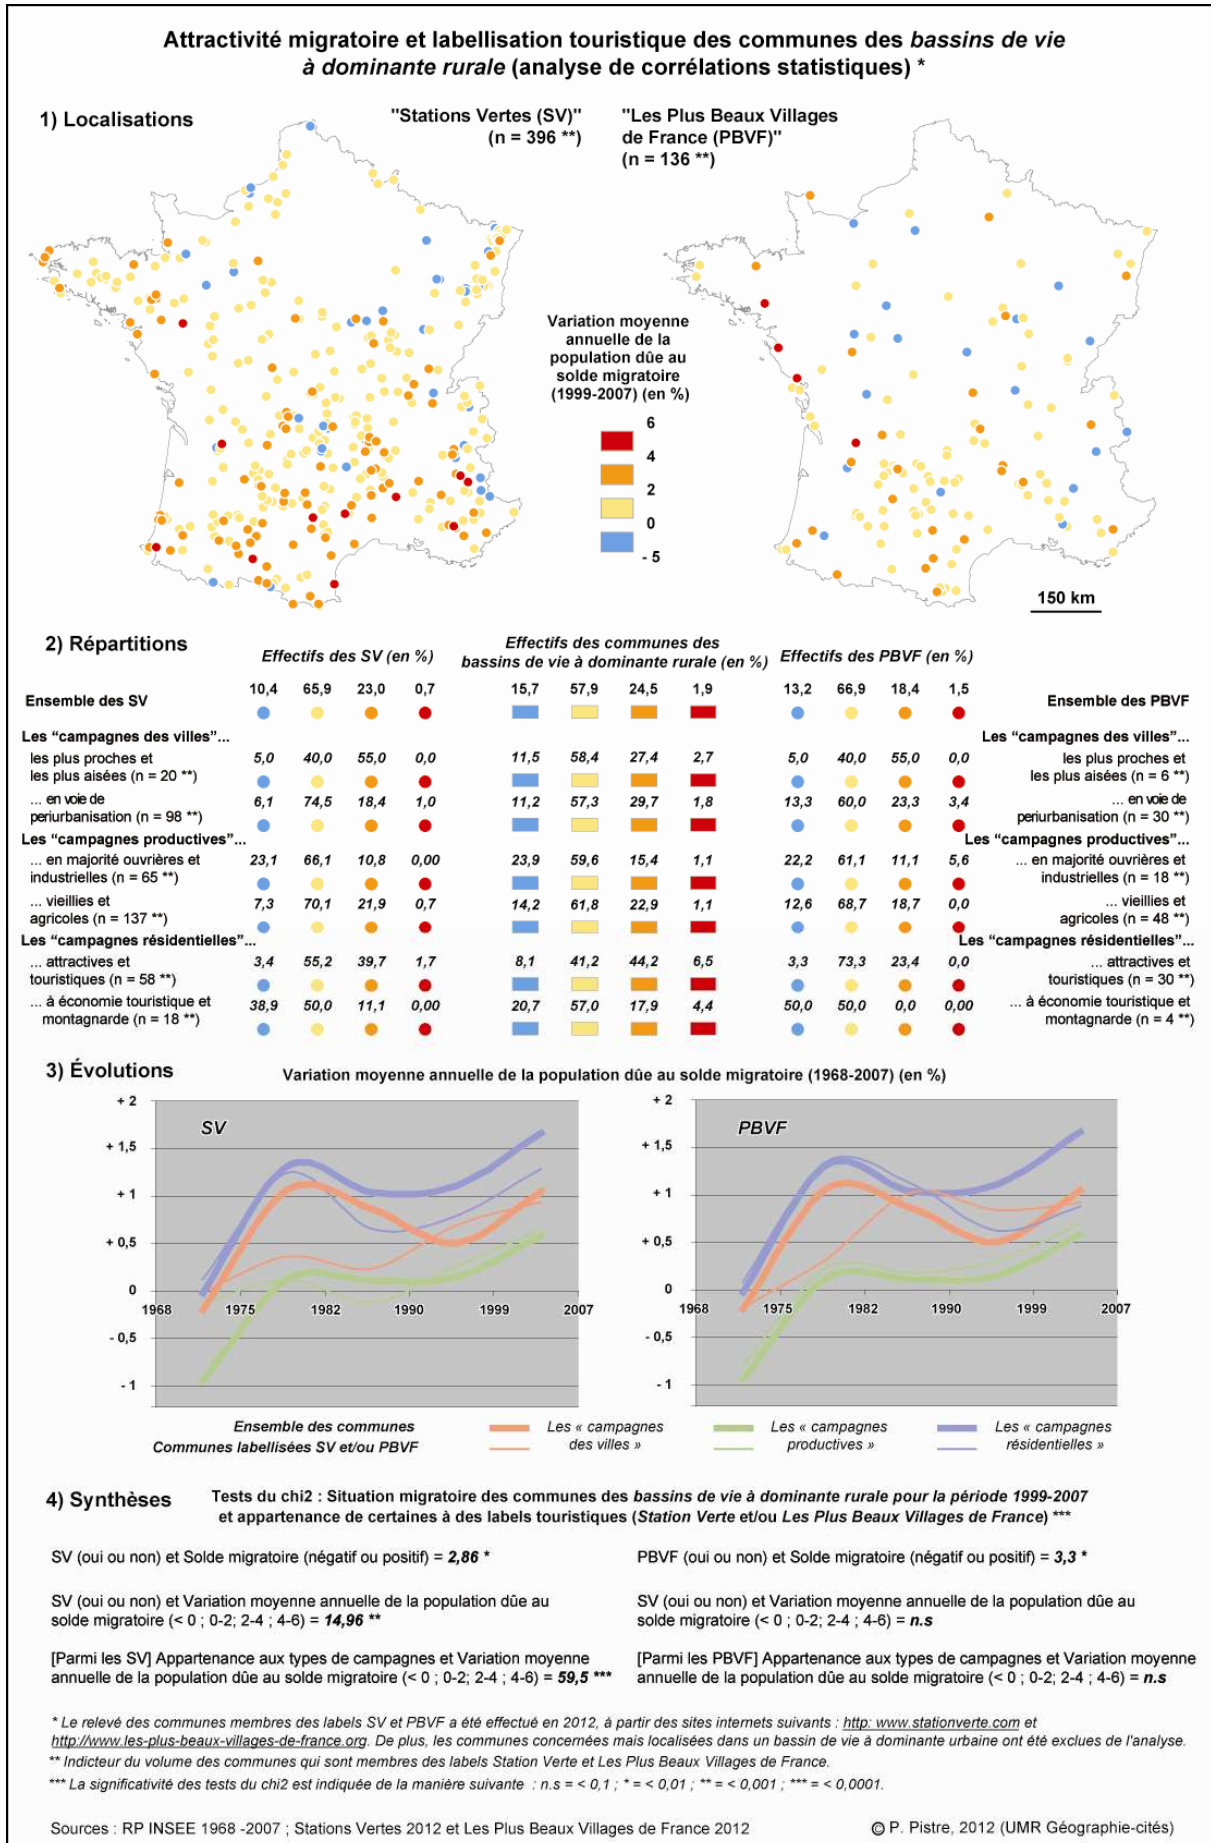 Attractivité migratoire et labellisation touristique des communes des bassins de vie
à dominante rurale (analyse de corrélations statistiques) *
1) Localisations
"Stations Vertes (SV)"
(n = 396 **)
"Les Plus Beaux Villages
de France (PBVF)"
(n = 136 **)
Variation moyenne
annuelle de la
population dûe au
solde migratoire
(1999-2007) (en %)
6
4
2
0
- 5
150 km
2) Répartitions
Effectifs des SV (en %)
Effectifs des communes des
bassins de vie à dominante rurale (en %)
Effectifs des PBVF (en %)
Ensemble des SV
10,4 65,9 23,0 0,7
15,7 57,9 24,5 1,9
13,2 66,9 18,4 1,5
Ensemble des PBVF
Les “campagnes des villes”...
Les “campagnes des villes”...
les plus proches et
les plus aisées (n = 20 **)
5,0 40,0 55,0 0,0
11,5 58,4 27,4 2,7
5,0 40,0 55,0 0,0
les plus proches et
les plus aisées (n = 6 **)
... en voie de
periurbanisation (n = 98 **)
6,1 74,5 18,4 1,0
11,2 57,3 29,7 1,8
13,3 60,0 23,3 3,4
... en voie de
periurbanisation (n = 30 **)
Les “campagnes productives”...
Les “campagnes productives”...
... en majorité ouvrières et
industrielles (n = 65 **)
23,1 66,1 10,8 0,00
23,9 59,6 15,4 1,1
22,2 61,1 11,1 5,6
... en majorité ouvrières et
industrielles (n = 18 **)
... vieillies et
agricoles (n = 137 **)
7,3 70,1 21,9 0,7
14,2 61,8 22,9 1,1
12,6 68,7 18,7 0,0
... vieillies et
agricoles (n = 48 **)
Les “campagnes résidentielles”...
Les “campagnes résidentielles”...
... attractives et
touristiques (n = 58 **)
3,4 55,2 39,7 1,7
8,1 41,2 44,2 6,5
3,3 73,3 23,4 0,0
... attractives et
touristiques (n = 30 **)
... à économie touristique et
montagnarde (n = 18 **)
38,9 50,0 11,1 0,00
20,7 57,0 17,9 4,4
50,0 50,0 0,0 0,00
... à économie touristique et
montagnarde (n = 4 **)
3) Évolutions
Variation moyenne annuelle de la population dûe au solde migratoire (1968-2007) (en %)
SV
+ 2
+ 1,5
+ 1
+ 0,5
0
- 0,5
- 1
1968 1975 1982 1990 1999 2007
PBVF
+ 2
+ 1,5
+ 1
+ 0,5
0
- 0,5
- 1
1968 1975 1982 1990 1999 2007
Ensemble des communes
Communes labellisées SV et/ou PBVF
Les « campagnes
des villes »
Les « campagnes
productives »
Les « campagnes
résidentielles »
4) Synthèses
Tests du chi2 : Situation migratoire des communes des bassins de vie à dominante rurale pour la période 1999-2007
et appartenance de certaines à des labels touristiques (Station Verte et/ou Les Plus Beaux Villages de France) ***
SV (oui ou non) et Solde migratoire (négatif ou positif) = 2,86 *
PBVF (oui ou non) et Solde migratoire (négatif ou positif) = 3,3 *
SV (oui ou non) et Variation moyenne annuelle de la population dûe au
solde migratoire (< 0 ; 0-2; 2-4 ; 4-6) = 14,96 **
SV (oui ou non) et Variation moyenne annuelle de la population dûe au
solde migratoire (< 0 ; 0-2; 2-4 ; 4-6) = n.s
[Parmi les SV] Appartenance aux types de campagnes et Variation moyenne
annuelle de la population dûe au solde migratoire (< 0 ; 0-2; 2-4 ; 4-6) = 59,5 ***
[Parmi les PBVF] Appartenance aux types de campagnes et Variation moyenne
annuelle de la population dûe au solde migratoire (< 0 ; 0-2; 2-4 ; 4-6) = n.s
* Le relevé des communes membres des labels SV et PBVF a été effectué en 2012, à partir des sites internets suivants : http: www.stationverte.com et
http://www.les-plus-beaux-villages-de-france.org. De plus, les communes concernées mais localisées dans un bassin de vie à dominante urbaine ont été exclues de l'analyse.
** Indicteur du volume des communes qui sont membres des labels Station Verte et Les Plus Beaux Villages de France.
*** La significativité des tests du chi2 est indiquée de la manière suivante : n.s = < 0,1 ; * = < 0,01 ; ** = < 0,001 ; *** = < 0,0001.
Sources : RP INSEE 1968 -2007 ; Stations Vertes 2012 et Les Plus Beaux Villages de France 2012
© P. Pistre, 2012 (UMR Géographie-cités)